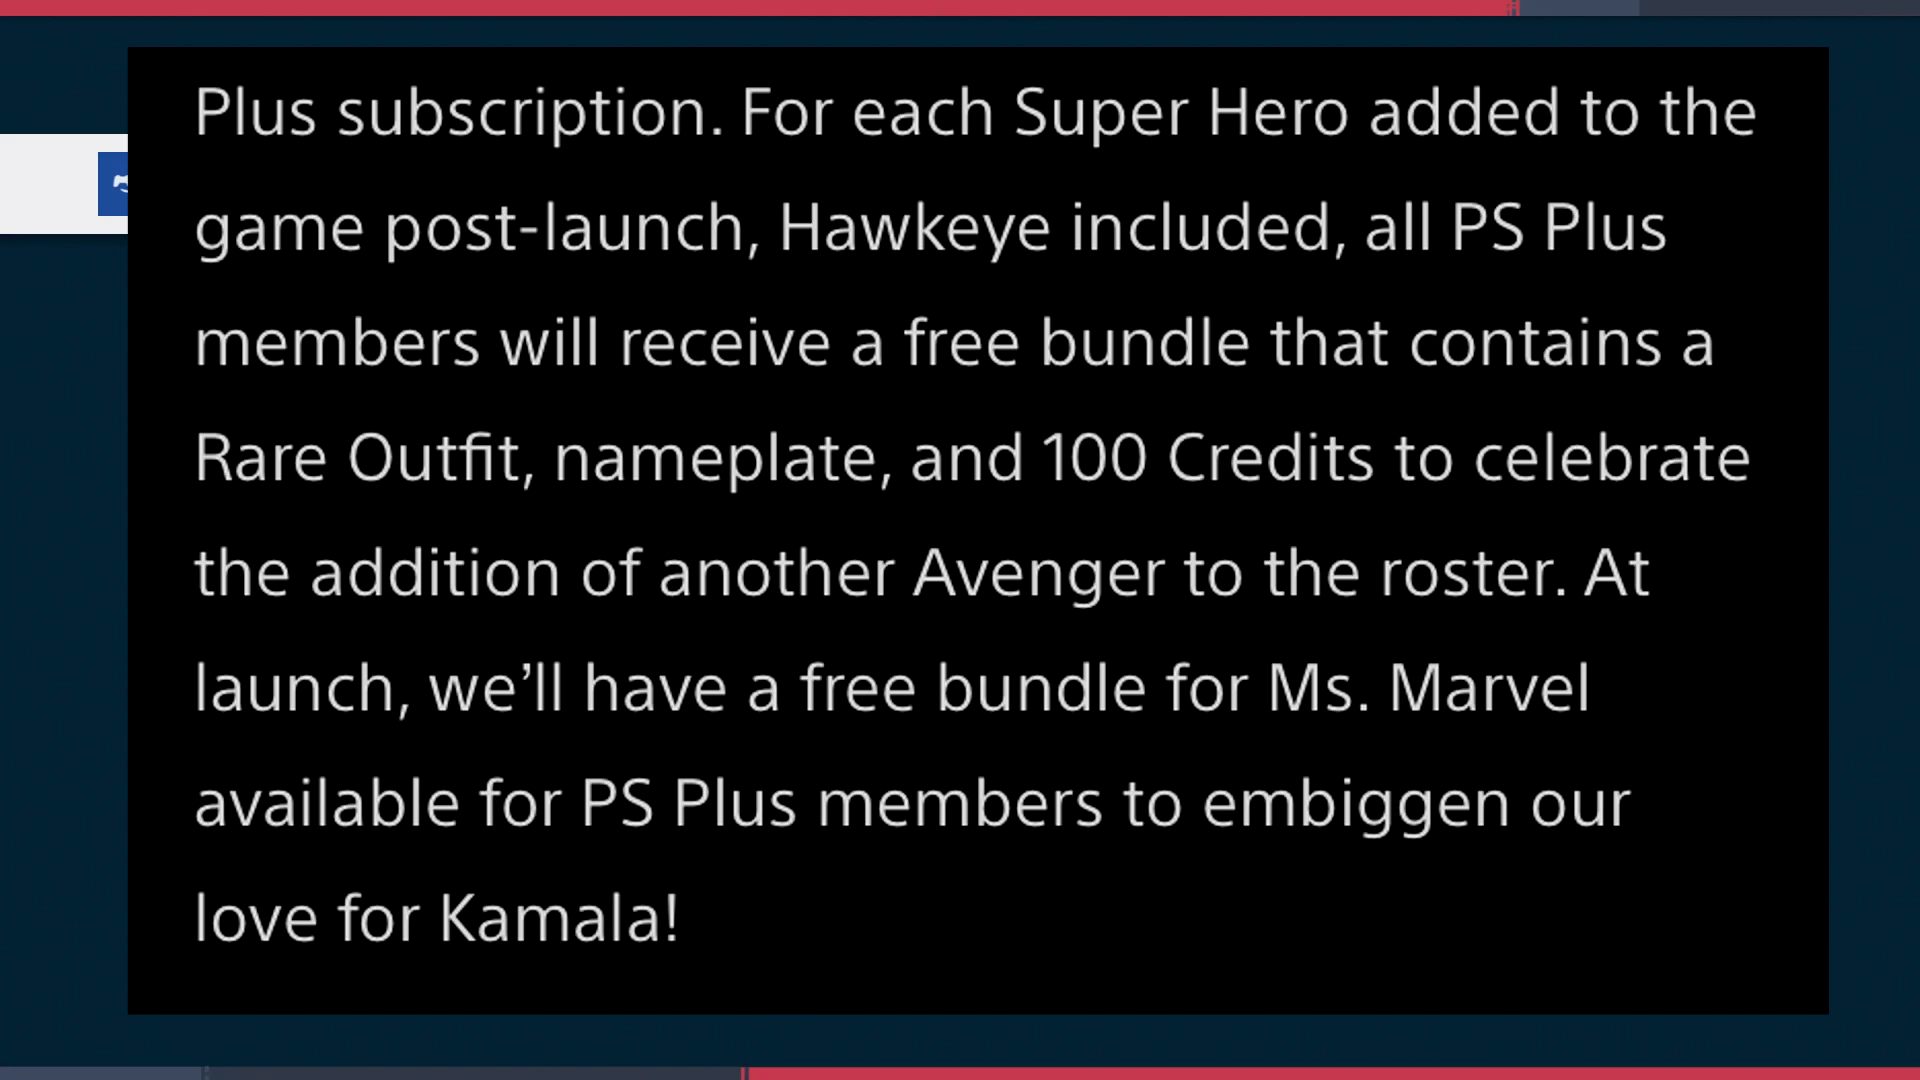 Plus subscription. For each Super Hero added to the
game post-launch, Hawkeye included, all PS Plus
members will receive a free bundle that contains a
Rare Outfit, nameplate, and 100 Credits to celebrate
the addition of another Avenger to the roster. At
launch, we’ll have a free bundle for Ms. Marvel
available for PS Plus members to embiggen our
love for Kamala!